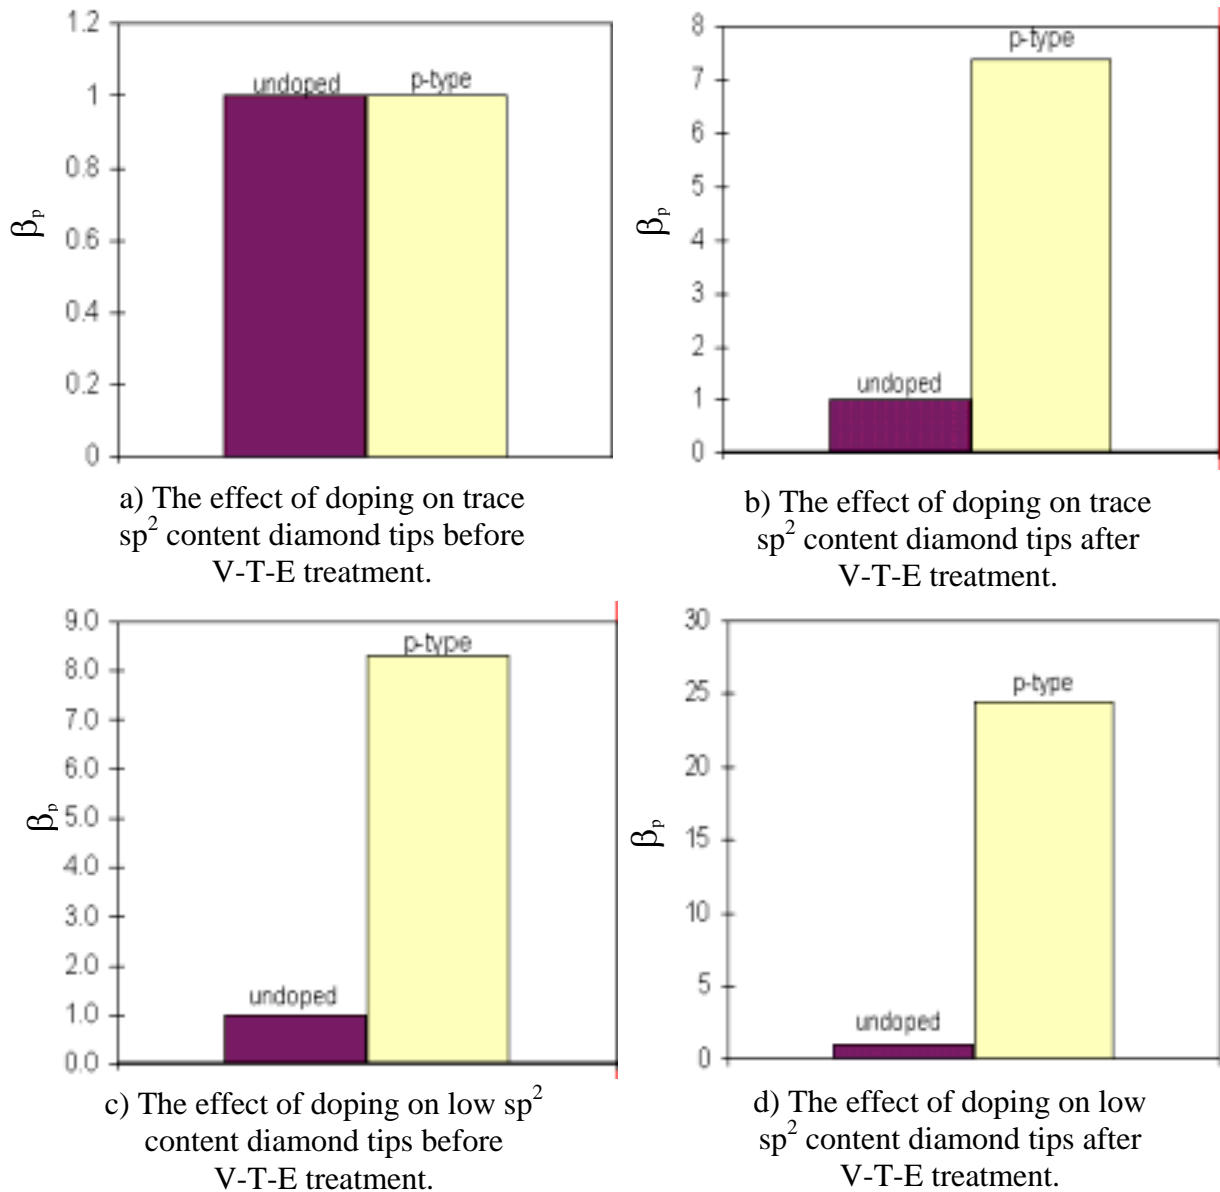 1.2
1
0.8
0.6
0.4
0.2
0
βp
undoped
p-type
a) The effect of doping on trace
sp² content diamond tips before
V-T-E treatment.
8
7
6
5
4
3
2
1
0
βp
undoped
p-type
b) The effect of doping on trace
sp² content diamond tips after
V-T-E treatment.
9.0
8.0
7.0
6.0
5.0
4.0
3.0
2.0
1.0
0.0
βp
undoped
p-type
c) The effect of doping on low sp²
content diamond tips before
V-T-E treatment.
30
25
20
15
10
5
0
βp
undoped
p-type
d) The effect of doping on low
sp² content diamond tips after
V-T-E treatment.